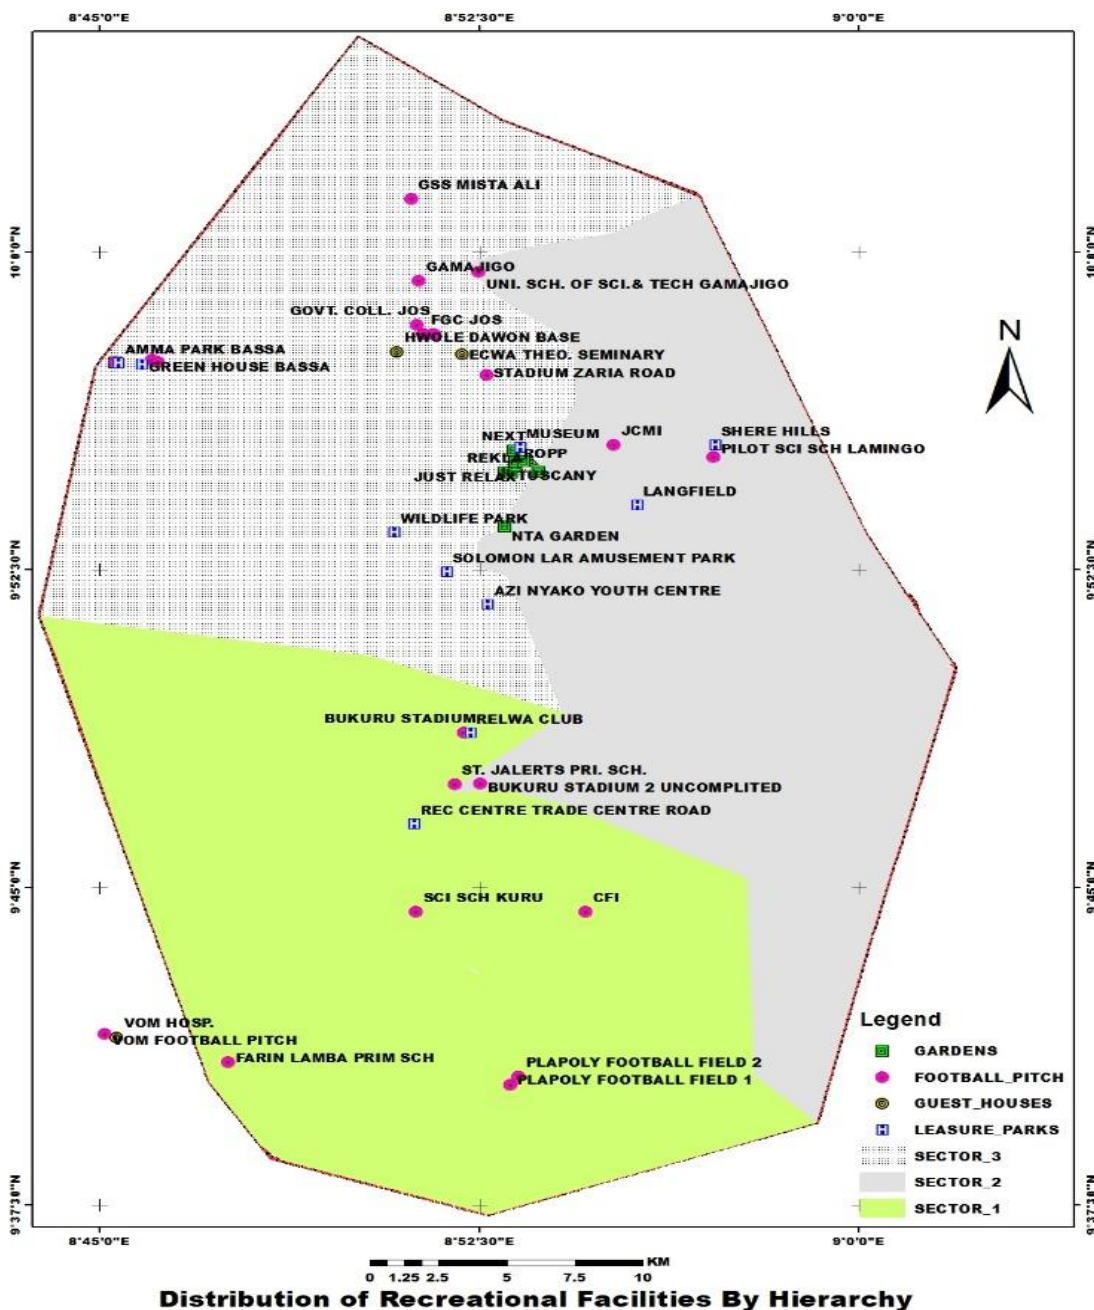 8°45'0"E 8°52'30"E 9°0'0"E
GSS MISTA ALI
10°0'0"N
10°0'0"N
GAMAJIGO
UNI. SCH. OF SCI.& TECH GAMAJIGO
GOVT. COLL. JOS
FGC JOS
N
HWOLE DAWON BASE
AMMA PARK BASSA
ECWA THEO. SEMINARY
GREEN HOUSE BASSA
STADIUM ZARIA ROAD
NEXT
MUSEUM
JCMI
SHERE HILLS
ROPP
PILOT SCI SCH LAMINGO
JUST RELAX
TUSCANY
LANGFIELD
WILDLIFE PARK
NTA GARDEN
9°52'30"N
9°52'30"N
SOLOMON LAR AMUSEMENT PARK
AZI NYAKO YOUTH CENTRE
BUKURU STADIUM
RELWA CLUB
ST. JALERTS PRI. SCH.
BUKURU STADIUM 2 UNCOMPLITED
REC CENTRE TRADE CENTRE ROAD
9°45'0"N
9°45'0"N
SCI SCH KURU
CFI
VOM HOSP.
VOM FOOTBALL PITCH
FARIN LAMBA PRIM SCH
PLAPOLY FOOTBALL FIELD 2
PLAPOLY FOOTBALL FIELD 1
Legend
GARDENS
FOOTBALL_PITCH
GUEST_HOUSES
LEASURE_PARKS
SECTOR_3
SECTOR_2
SECTOR_1
9°37'30"N
9°37'30"N
8°45'0"E 8°52'30"E 9°0'0"E
KM
0 1.25 2.5 5 7.5 10
Distribution of Recreational Facilities By Hierarchy